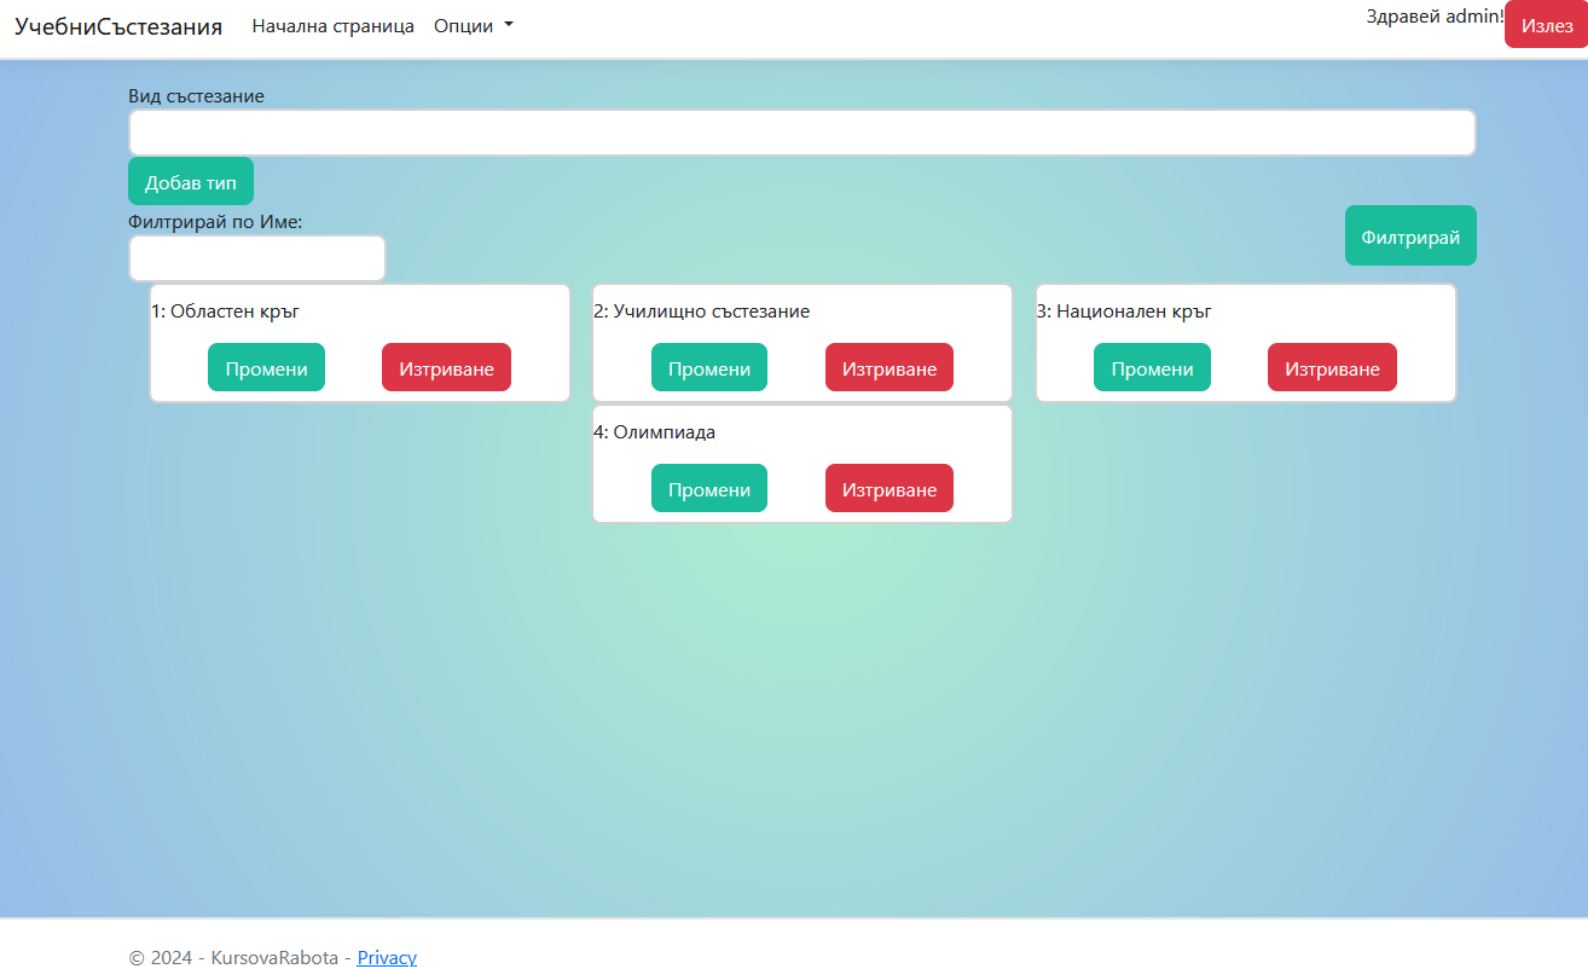 УчебниСъстезания Начална страница Опции Здравей admin! Излез
Вид състезание
Добав тип
Филтрирай по Име:
Филтрирай
1: Областен кръг
Промени Изтриване
2: Училищно състезание
Промени Изтриване
3: Национален кръг
Промени Изтриване
4: Олимпиада
Промени Изтриване
© 2024 - KursovaRabota - Privacy